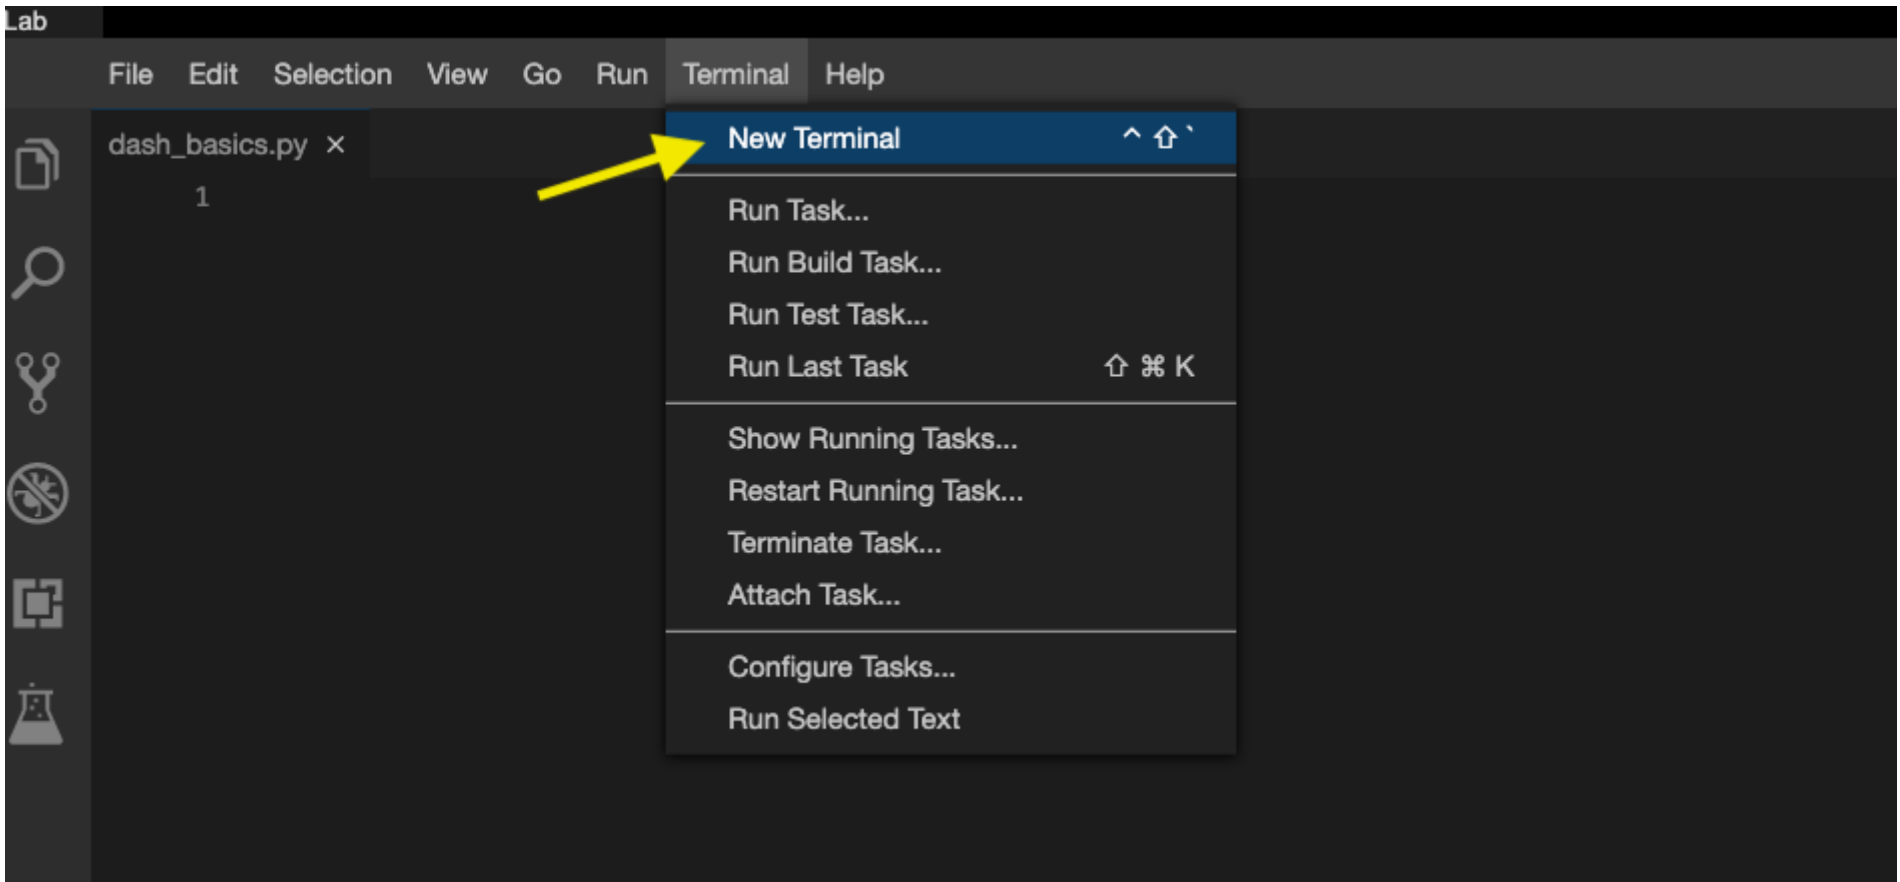 Lab
File Edit Selection View Go Run Terminal Help
dash_basics.py ×
1
New Terminal ^ ⇧ `
Run Task...
Run Build Task...
Run Test Task...
Run Last Task ⇧ ⌘ K
Show Running Tasks...
Restart Running Task...
Terminate Task...
Attach Task...
Configure Tasks...
Run Selected Text